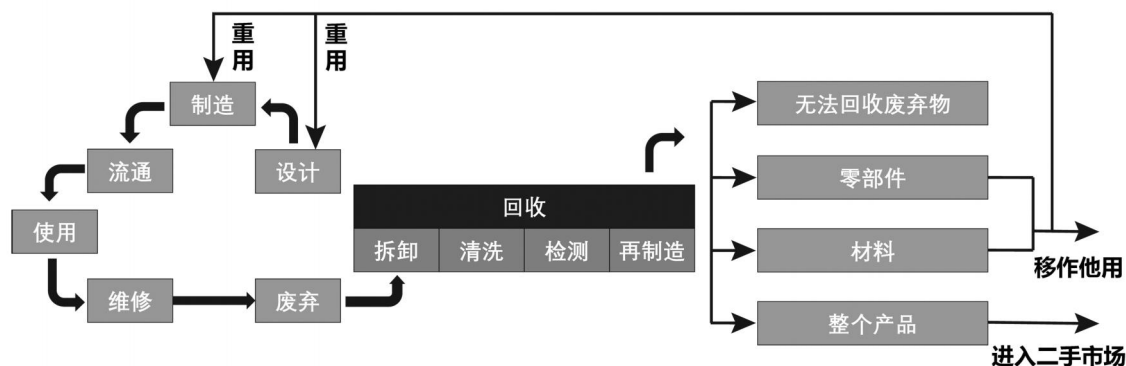 重用
重用
制造
无法回收废弃物
流通
设计
零部件
回收
使用
拆卸
清洗
检测
再制造
材料
移作他用
维修
废弃
整个产品
进入二手市场